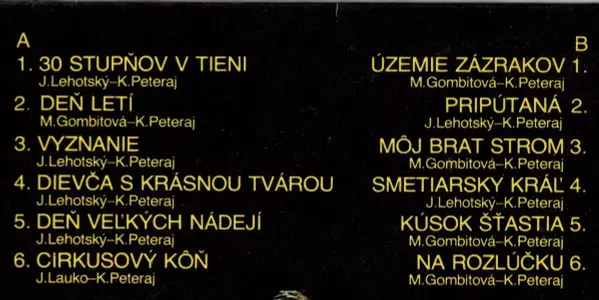 A
1. 30 STUPŇOV V TIENI
J.Lehotský–K.Peteraj
2. DEŇ LETÍ
M.Gombitová–K.Peteraj
3. VYZNANIE
J.Lehotský–K.Peteraj
4. DIEVČA S KRÁSNOU TVÁROU
J.Lehotský–K.Peteraj
5. DEŇ VEĽKÝCH NÁDEJÍ
J.Lehotský–K.Peteraj
6. CIRKUSOVÝ KÔŇ
J.Lauko–K.Peteraj
B
ÚZEMIE ZÁZRAKOV 1.
M.Gombitová–K.Peteraj
PRIPÚTANÁ 2.
J.Lehotský–K.Peteraj
MÔJ BRAT STROM 3.
M.Gombitová–K.Peteraj
SMETIARSKY KRÁĽ 4.
J.Lehotský–K.Peteraj
KÚSOK ŠŤASTIA 5.
M.Gombitová–K.Peteraj
NA ROZLÚČKU 6.
M.Gombitová–K.Peteraj